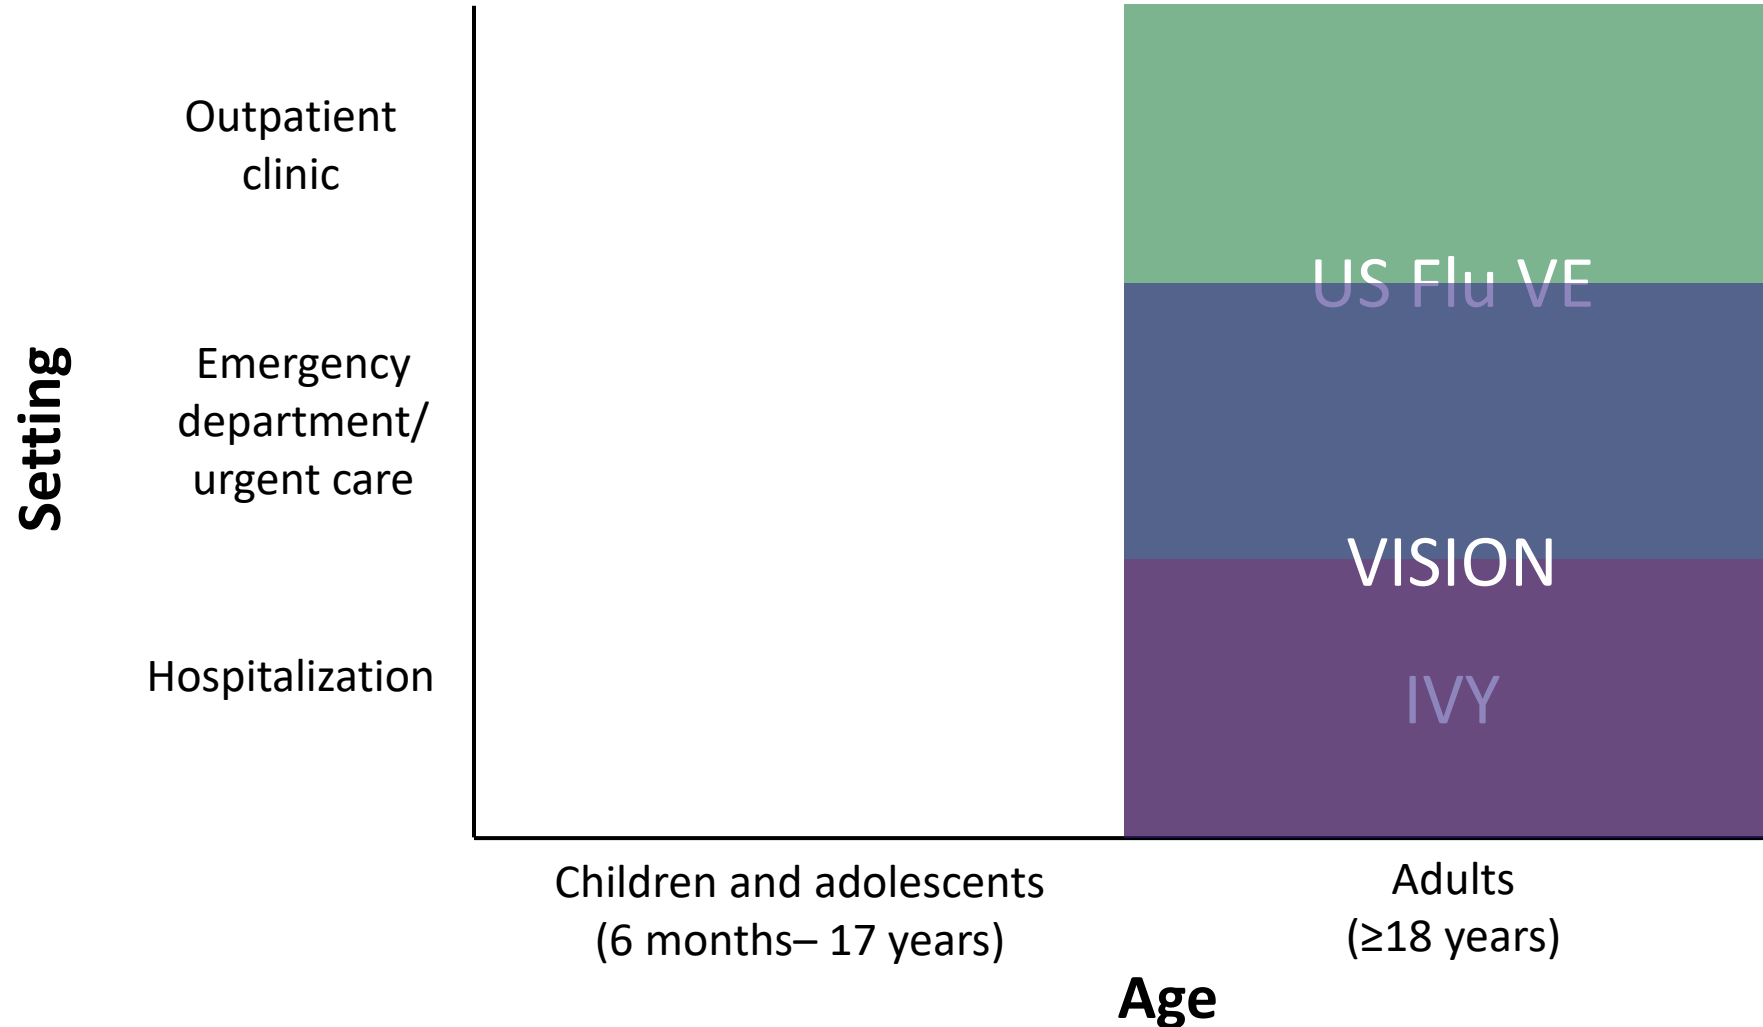 Setting
Outpatient
clinic
Emergency
department/
urgent care
Hospitalization
US Flu VE
VISION
IVY
Children and adolescents
(6 months– 17 years)
Adults
(≥18 years)
Age